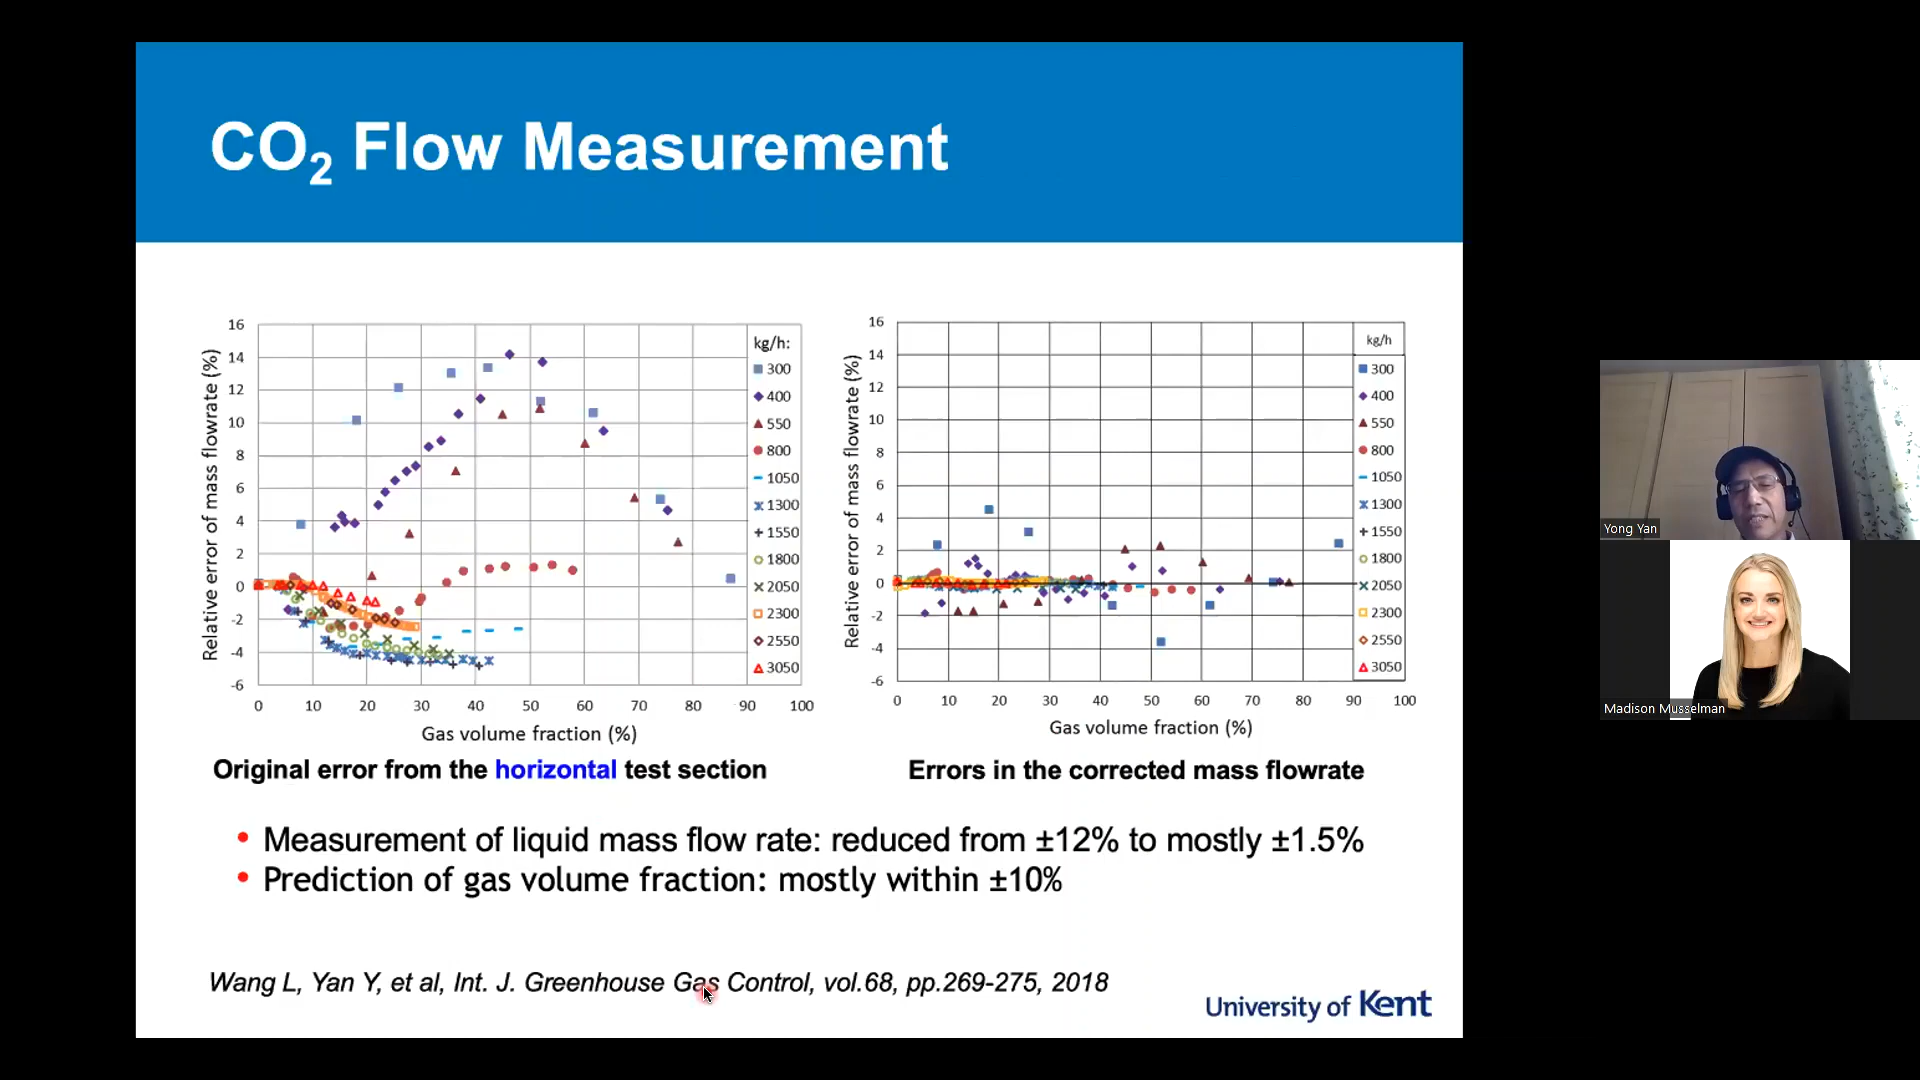 CO2 Flow Measurement
Relative error of mass flowrate (%)
16
14
12
10
8
6
4
2
0
-2
-4
-6
0 10 20 30 40 50 60 70 80 90 100
Gas volume fraction (%)
kg/h:
300
400
550
800
1050
1300
1550
1800
2050
2300
2550
3050
Original error from the horizontal test section
Relative error of mass flowrate (%)
16
14
12
10
8
6
4
2
0
-2
-4
-6
0 10 20 30 40 50 60 70 80 90 100
Gas volume fraction (%)
kg/h
300
400
550
800
1050
1300
1550
1800
2050
2300
2550
3050
Errors in the corrected mass flowrate
• Measurement of liquid mass flow rate: reduced from ±12% to mostly ±1.5%
• Prediction of gas volume fraction: mostly within ±10%
Wang L, Yan Y, et al, Int. J. Greenhouse Gas Control, vol.68, pp.269-275, 2018
University of Kent
Yong Yan
Madison Musselman